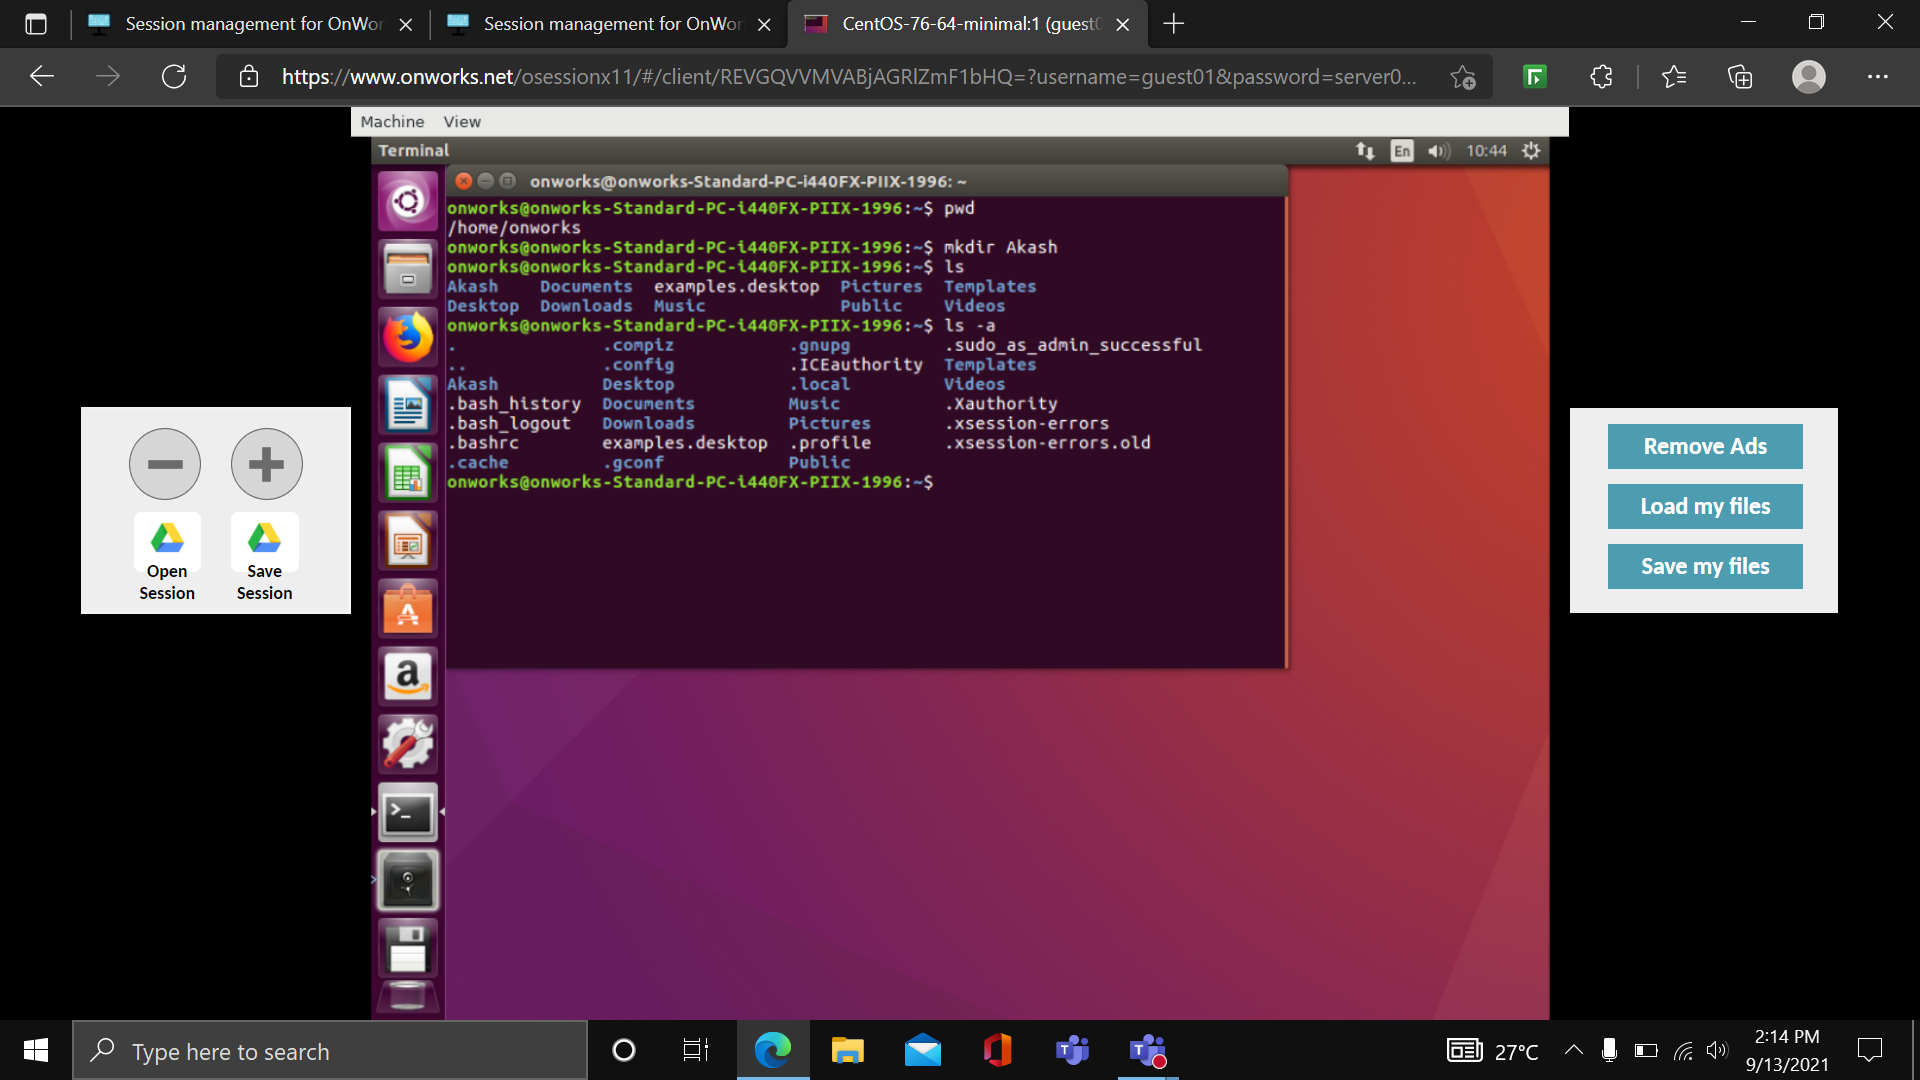 Session management for OnWor
Session management for OnWor
CentOS-76-64-minimal:1 (guest0
https://www.onworks.net/osessionx11/#/client/REVGQVVMVABjAGRlZmF1bHQ=?username=guest01&password=server0...
Machine View
Terminal
En
10:44
onworks@onworks-Standard-PC-i440FX-PIIX-1996: ~
onworks@onworks-Standard-PC-i440FX-PIIX-1996:~$ pwd
/home/onworks
onworks@onworks-Standard-PC-i440FX-PIIX-1996:~$ mkdir Akash
onworks@onworks-Standard-PC-i440FX-PIIX-1996:~$ ls
Akash Documents examples.desktop Pictures Templates
Desktop Downloads Music Public Videos
onworks@onworks-Standard-PC-i440FX-PIIX-1996:~$ ls -a
. .compiz .gnupg .sudo_as_admin_successful
.. .config .ICEauthority Templates
Akash Desktop .local Videos
.bash_history Documents Music .Xauthority
.bash_logout Downloads Pictures .xsession-errors
.bashrc examples.desktop .profile .xsession-errors.old
.cache .gconf Public
onworks@onworks-Standard-PC-i440FX-PIIX-1996:~$
Open Session
Save Session
Remove Ads
Load my files
Save my files
Type here to search
27°C
2:14 PM
9/13/2021